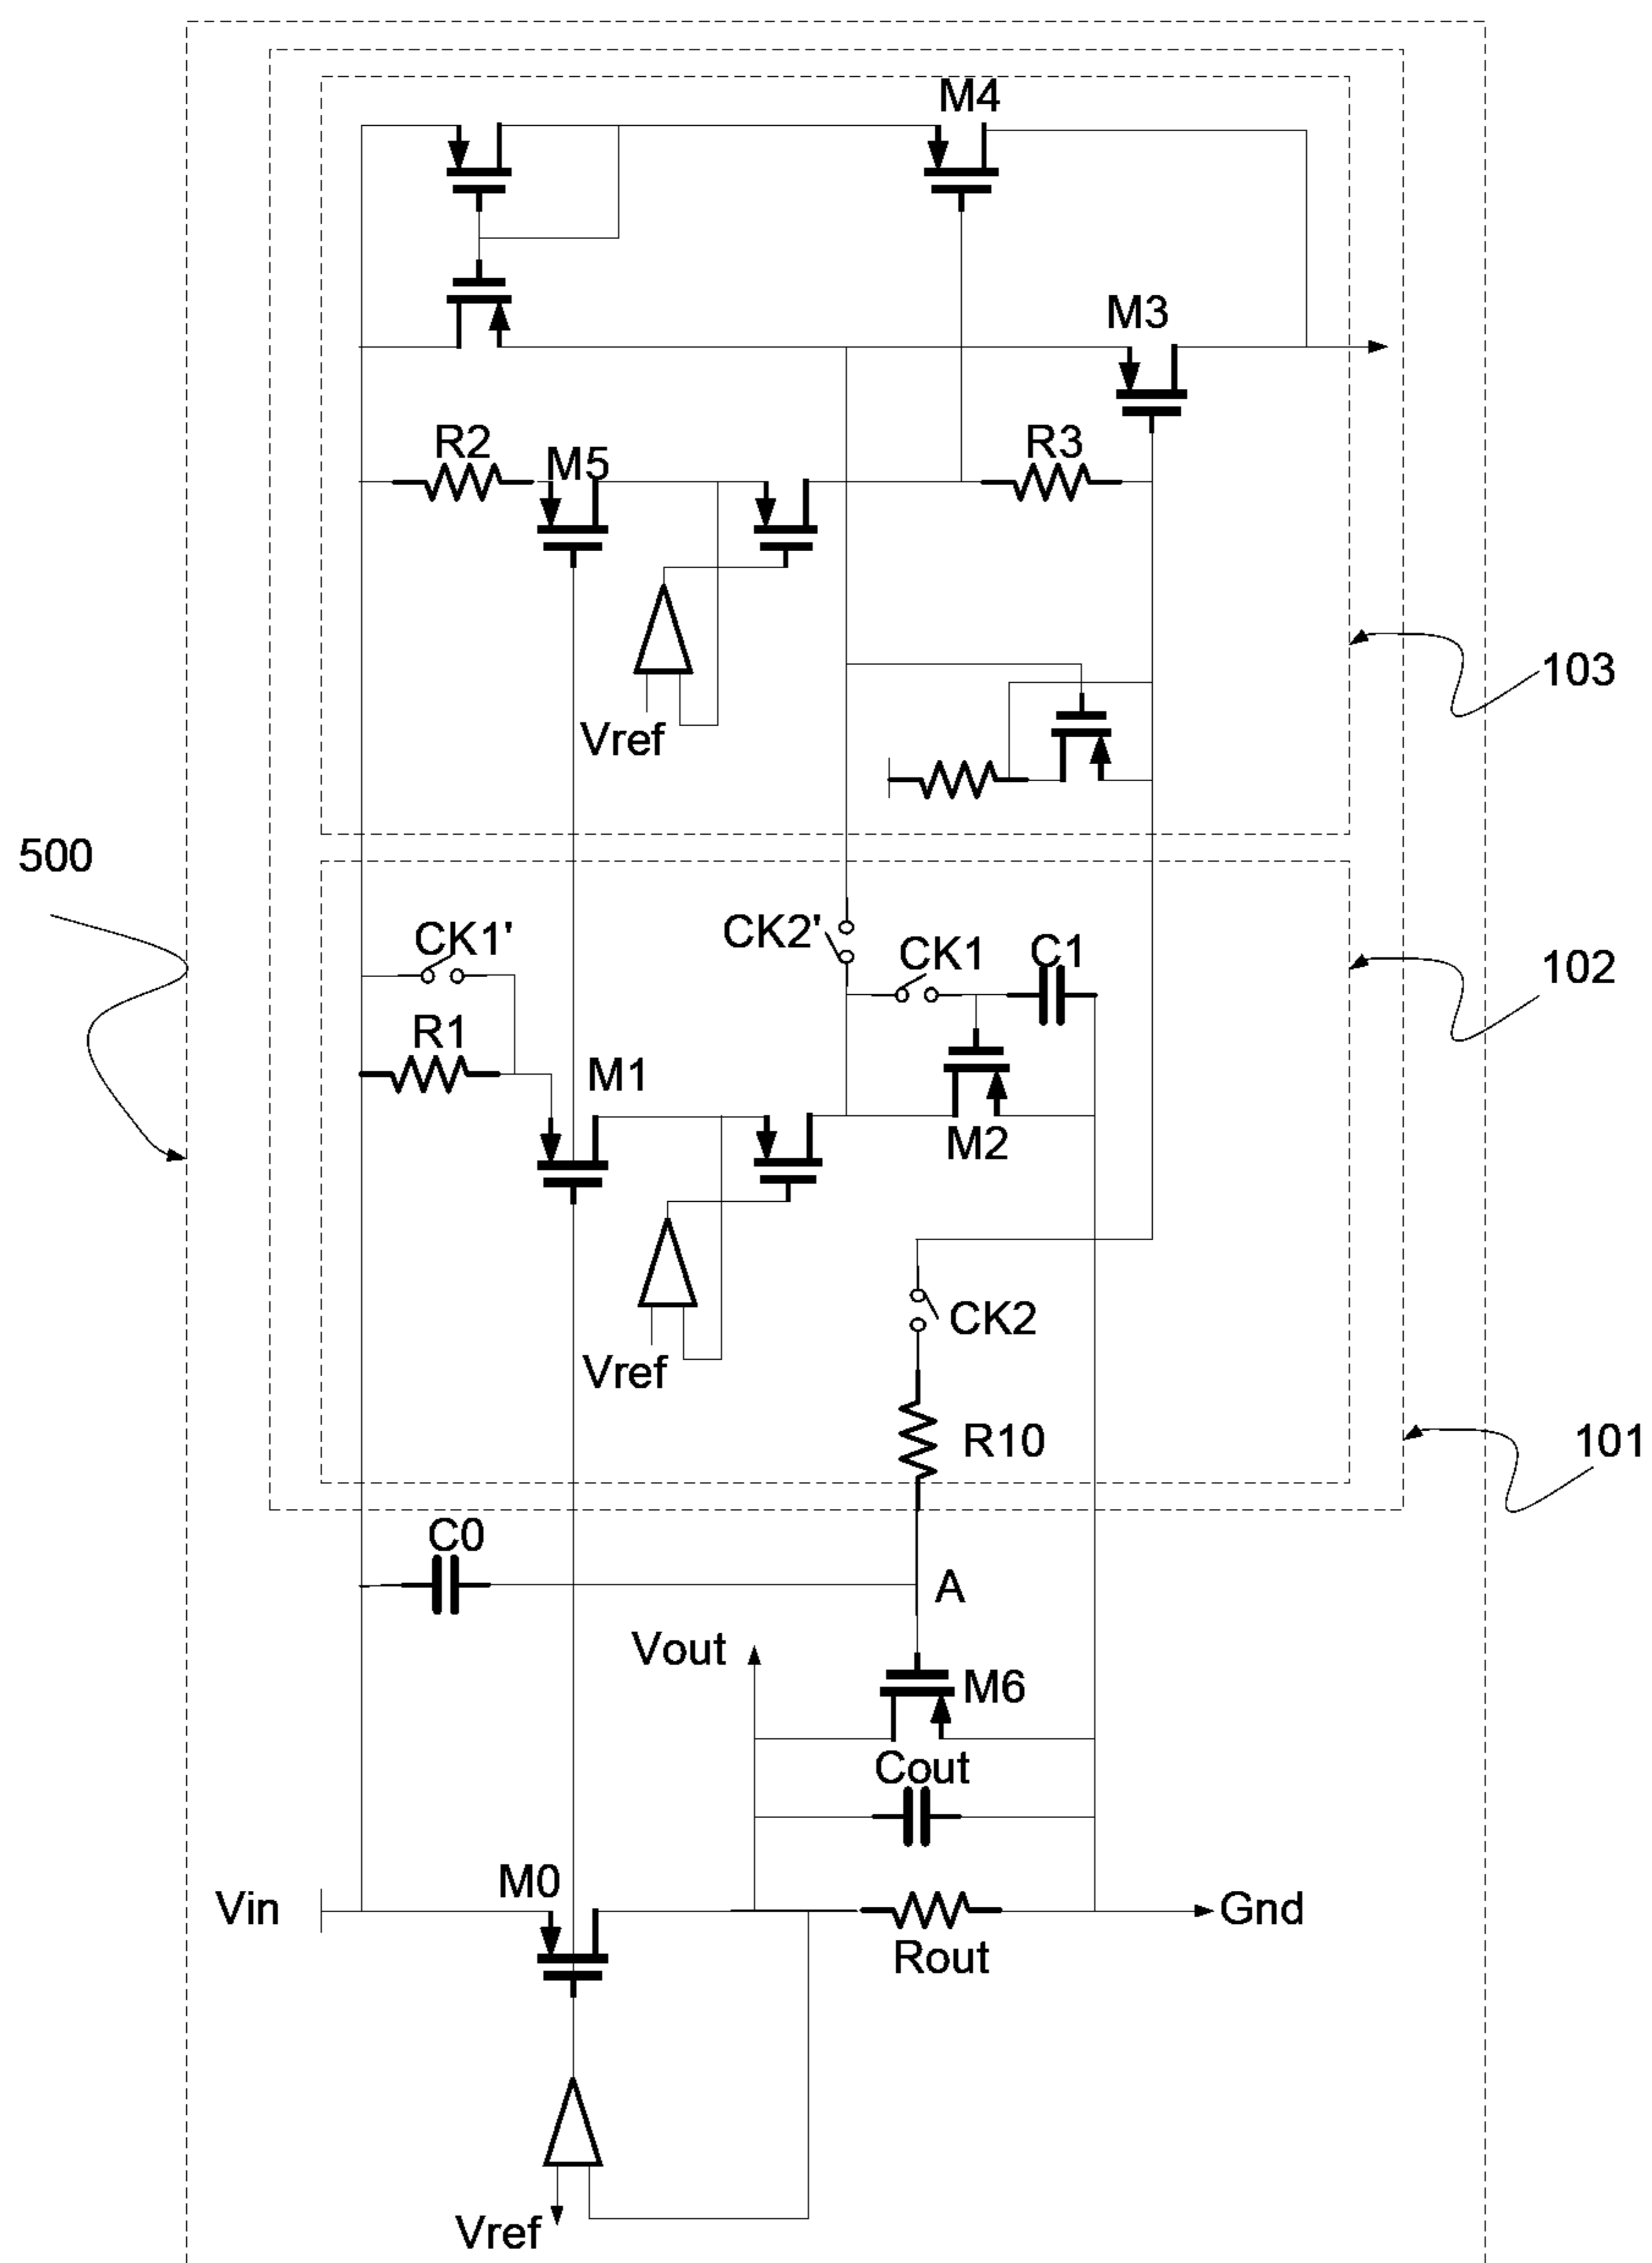 M4
M3
R2
M5
R3
103
Vref
500
CK1'
CK2'
CK1
C1
102
R1
M1
M2
CK2
Vref
R10
101
C0
A
Vout
M6
Cout
M0
Vin
Gnd
Rout
Vref